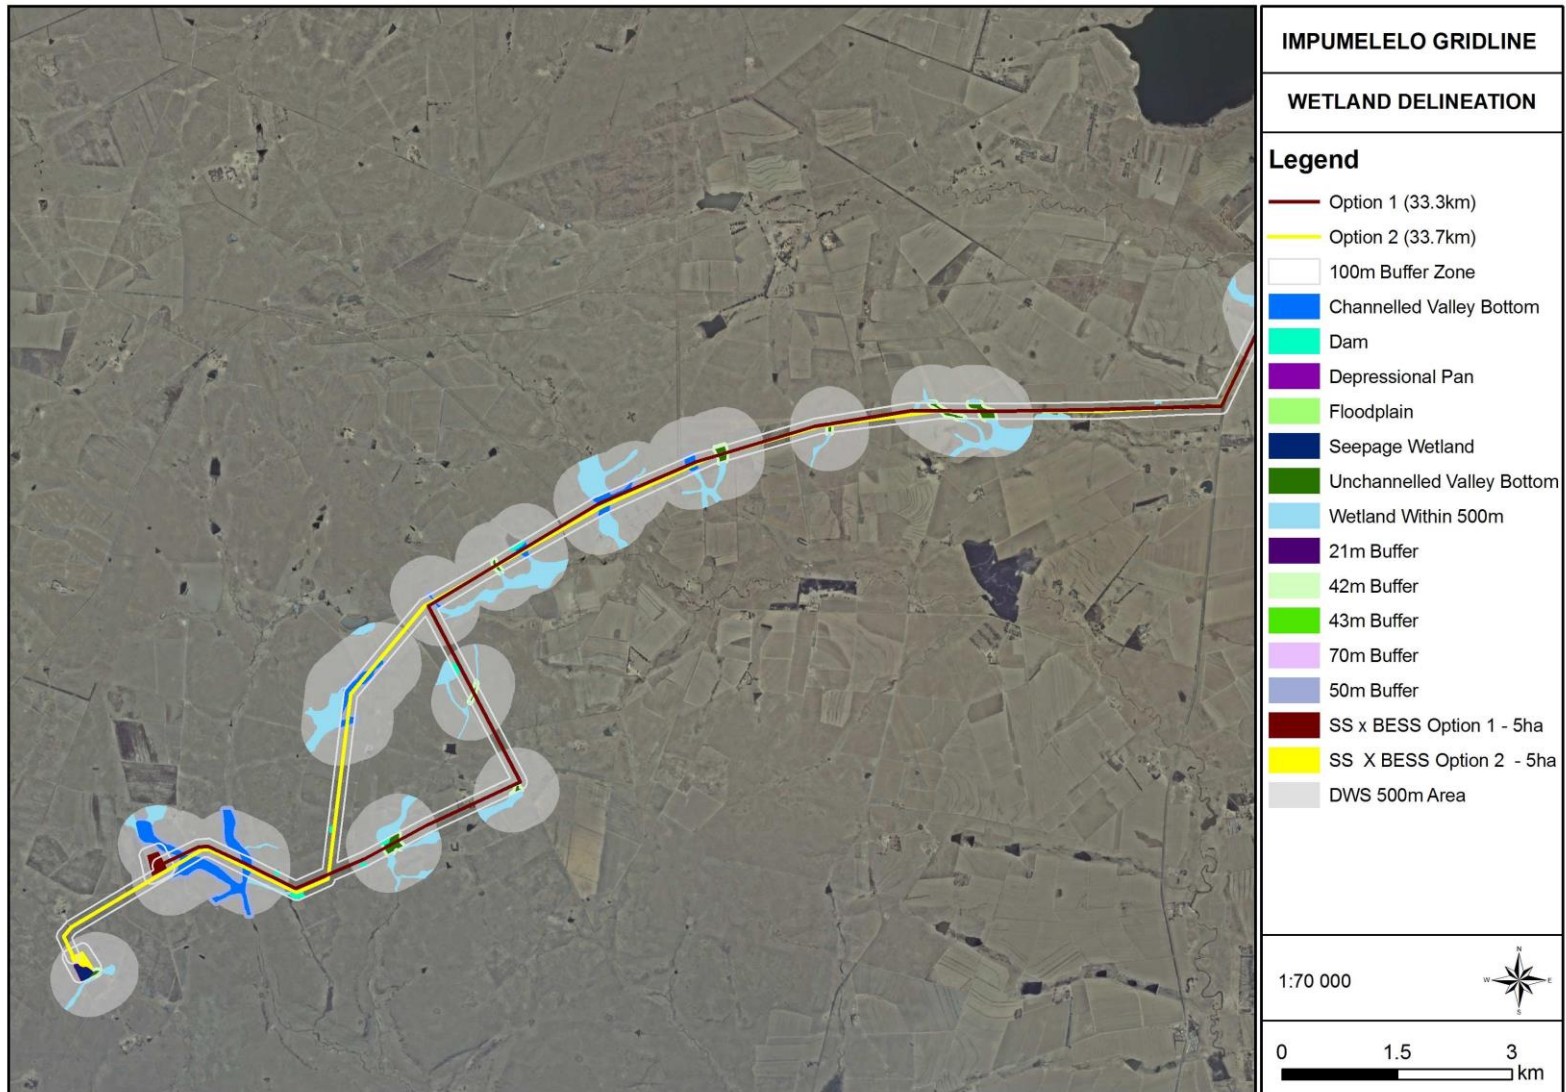 IMPUMELELO GRIDLINE
WETLAND DELINEATION
Legend
Option 1 (33.3km)
Option 2 (33.7km)
100m Buffer Zone
Channelled Valley Bottom
Dam
Depressional Pan
Floodplain
Seepage Wetland
Unchannelled Valley Bottom
Wetland Within 500m
21m Buffer
42m Buffer
43m Buffer
70m Buffer
50m Buffer
SS x BESS Option 1 - 5ha
SS X BESS Option 2 - 5ha
DWS 500m Area
1:70 000
N
W E
S
0 1.5 3
km